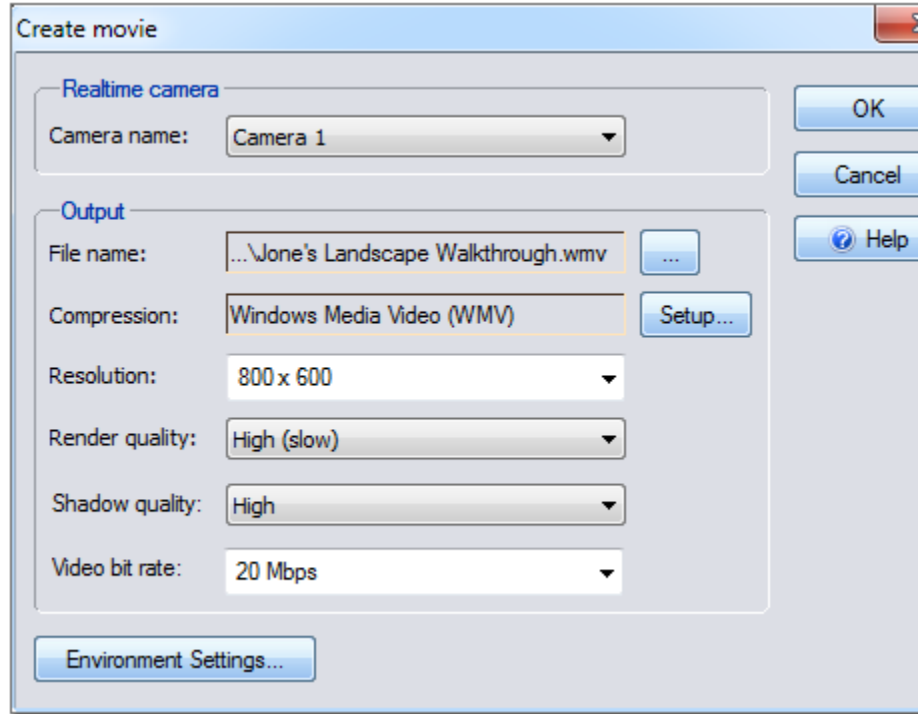 Create movie
Realtime camera
Camera name: Camera 1
OK
Cancel
Help
Output
File name: ...\Jone's Landscape Walkthrough.wmv ...
Compression: Windows Media Video (WMV) Setup...
Resolution: 800 x 600
Render quality: High (slow)
Shadow quality: High
Video bit rate: 20 Mbps
Environment Settings...